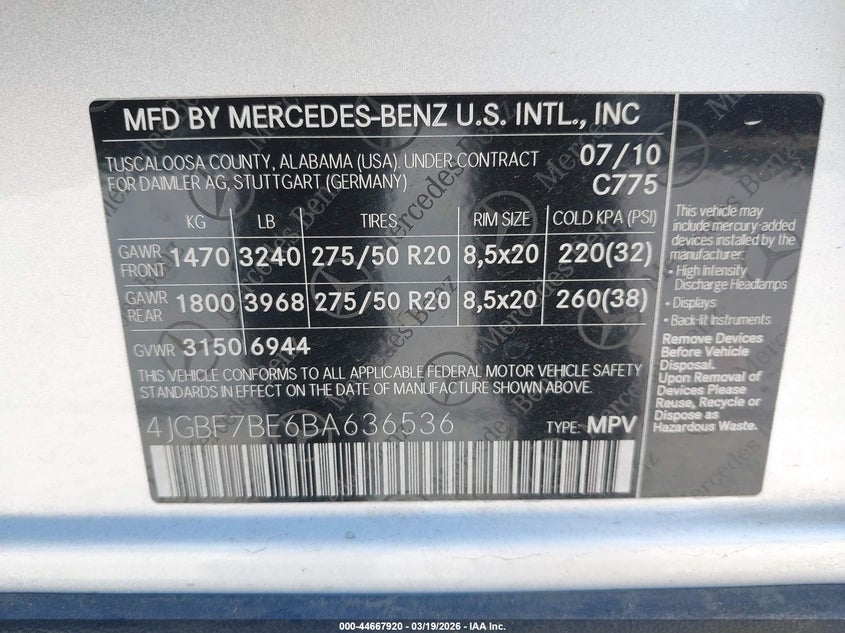 MFD BY MERCEDES-BENZ U.S. INTL., INC
TUSCALOOSA COUNTY, ALABAMA (USA). UNDER CONTRACT
FOR DAIMLER AG, STUTTGART (GERMANY)
07/10
C775
KG LB TIRES RIM SIZE COLD KPA (PSI)
GAWR FRONT 1470 3240 275/50 R20 8,5x20 220(32)
GAWR REAR 1800 3968 275/50 R20 8,5x20 260(38)
GVWR 3150 6944
THIS VEHICLE CONFORMS TO ALL APPLICABLE FEDERAL MOTOR VEHICLE SAFETY
STANDARDS IN EFFECT ON THE DATE OF MANUFACTURE SHOWN ABOVE.
4JGBF7BE6BA636536 TYPE: MPV
This vehicle may
include mercury-added
devices installed by the
manufacturer:
• High Intensity
Discharge Headlamps
• Displays
• Back-lit Instruments
Remove Devices
Before Vehicle
Disposal.
Upon Removal of
Devices Please
Reuse, Recycle or
Dispose as
Hazardous Waste.
Mercedes Benz
000-44667920 | 03/19/2026 | IAA Inc.